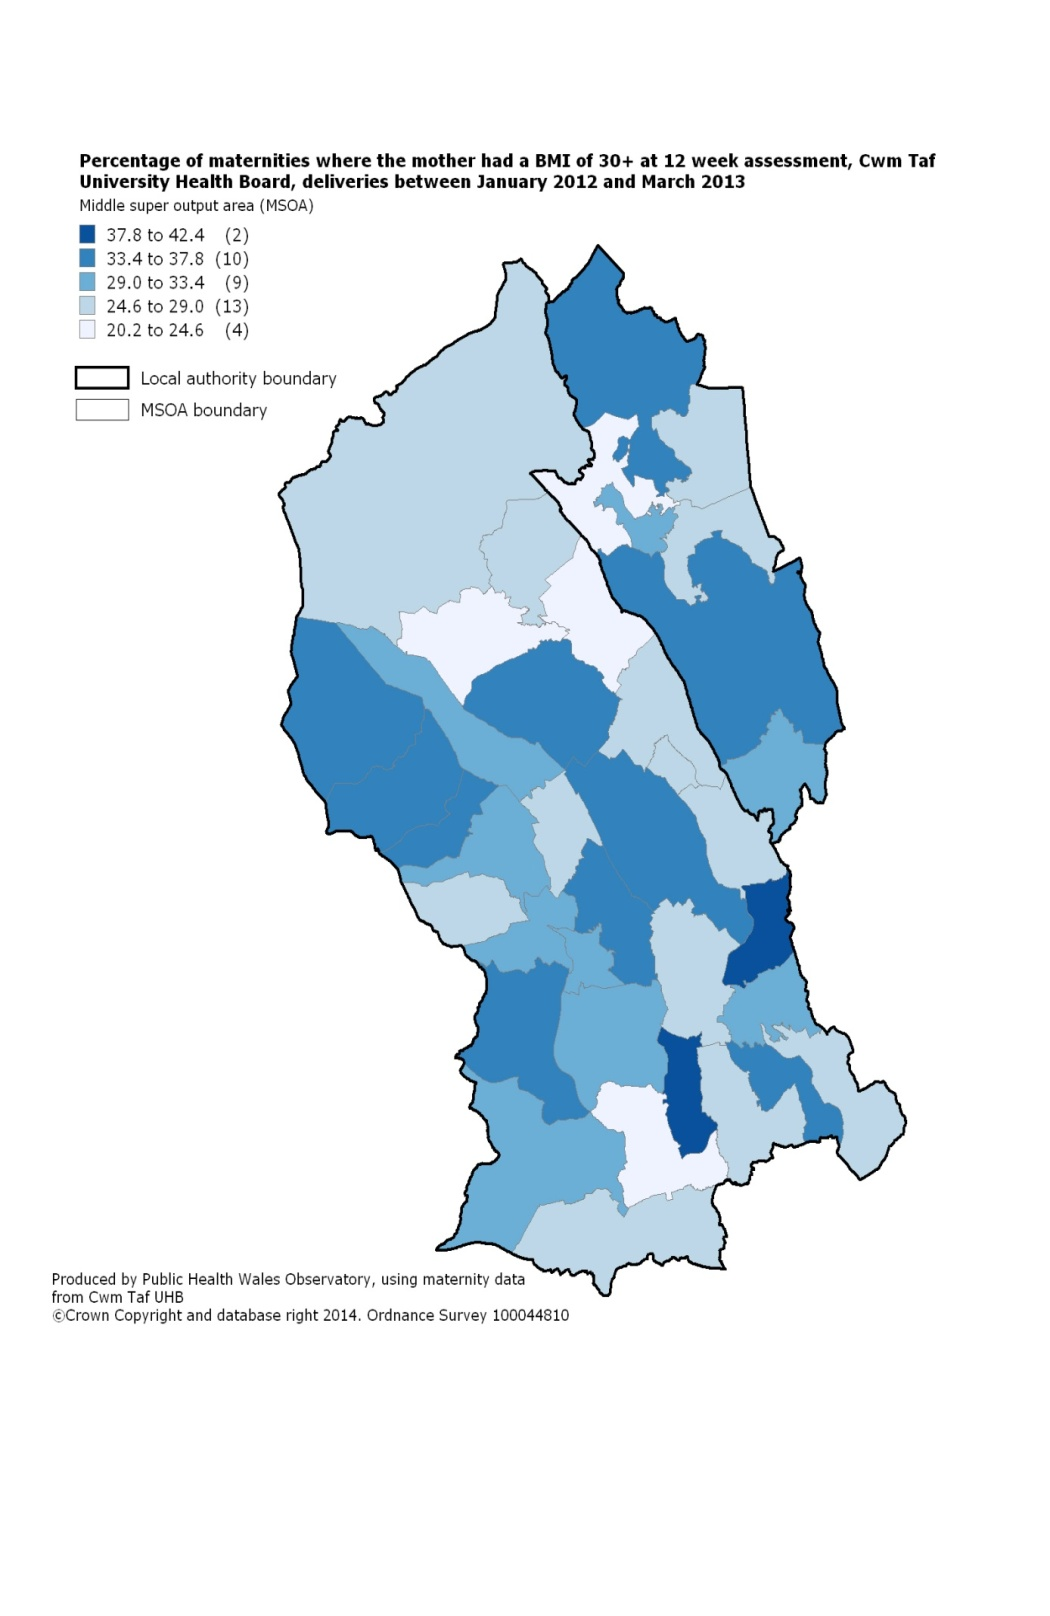 Percentage of maternities where the mother had a BMI of 30+ at 12 week assessment, Cwm Taf
University Health Board, deliveries between January 2012 and March 2013
Middle super output area (MSOA)
37.8 to 42.4 (2)
33.4 to 37.8 (10)
29.0 to 33.4 (9)
24.6 to 29.0 (13)
20.2 to 24.6 (4)
Local authority boundary
MSOA boundary
Produced by Public Health Wales Observatory, using maternity data
from Cwm Taf UHB
©Crown Copyright and database right 2014. Ordnance Survey 100044810